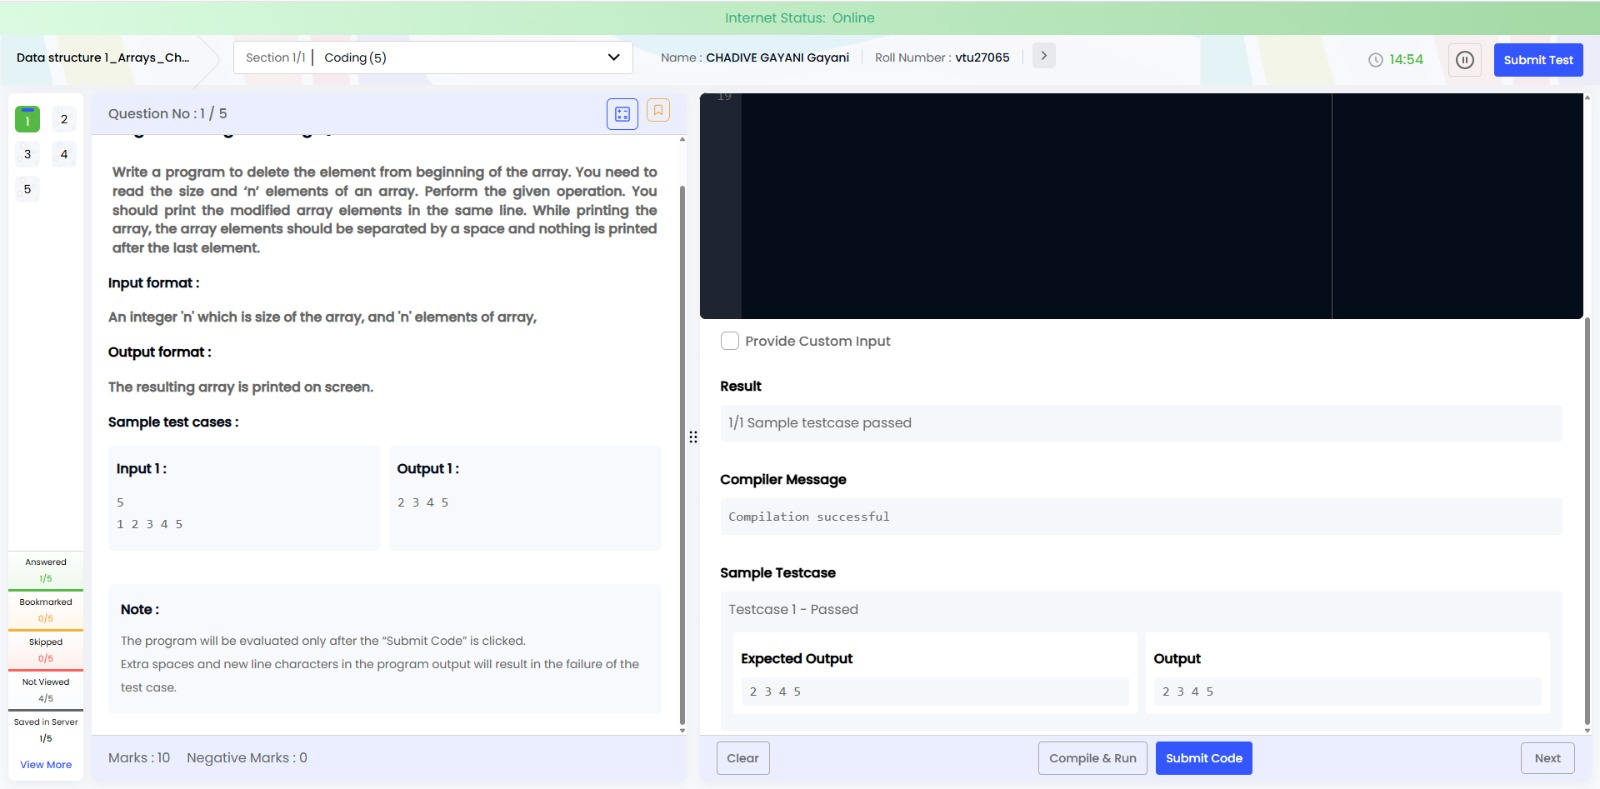 Internet Status: Online
Data structure 1_Arrays_Ch...
Section 1/1 | Coding (5)
Name : CHADIVE GAYANI Gayani
Roll Number : vtu27065
14:54
Submit Test
1
2
3
4
5
Question No : 1 / 5
Write a program to delete the element from beginning of the array. You need to
read the size and ‘n’ elements of an array. Perform the given operation. You
should print the modified array elements in the same line. While printing the
array, the array elements should be separated by a space and nothing is printed
after the last element.
Input format :
An integer 'n' which is size of the array, and 'n' elements of array,
Output format :
The resulting array is printed on screen.
Sample test cases :
Input 1 :
5
1 2 3 4 5
Output 1 :
2 3 4 5
Note :
The program will be evaluated only after the “Submit Code” is clicked.
Extra spaces and new line characters in the program output will result in the failure of the
test case.
Answered
1/5
Bookmarked
0/5
Skipped
0/5
Not Viewed
4/5
Saved in Server
1/5
View More
Marks : 10
Negative Marks : 0
19
Provide Custom Input
Result
1/1 Sample testcase passed
Compiler Message
Compilation successful
Sample Testcase
Testcase 1 - Passed
Expected Output
2 3 4 5
Output
2 3 4 5
Clear
Compile & Run
Submit Code
Next